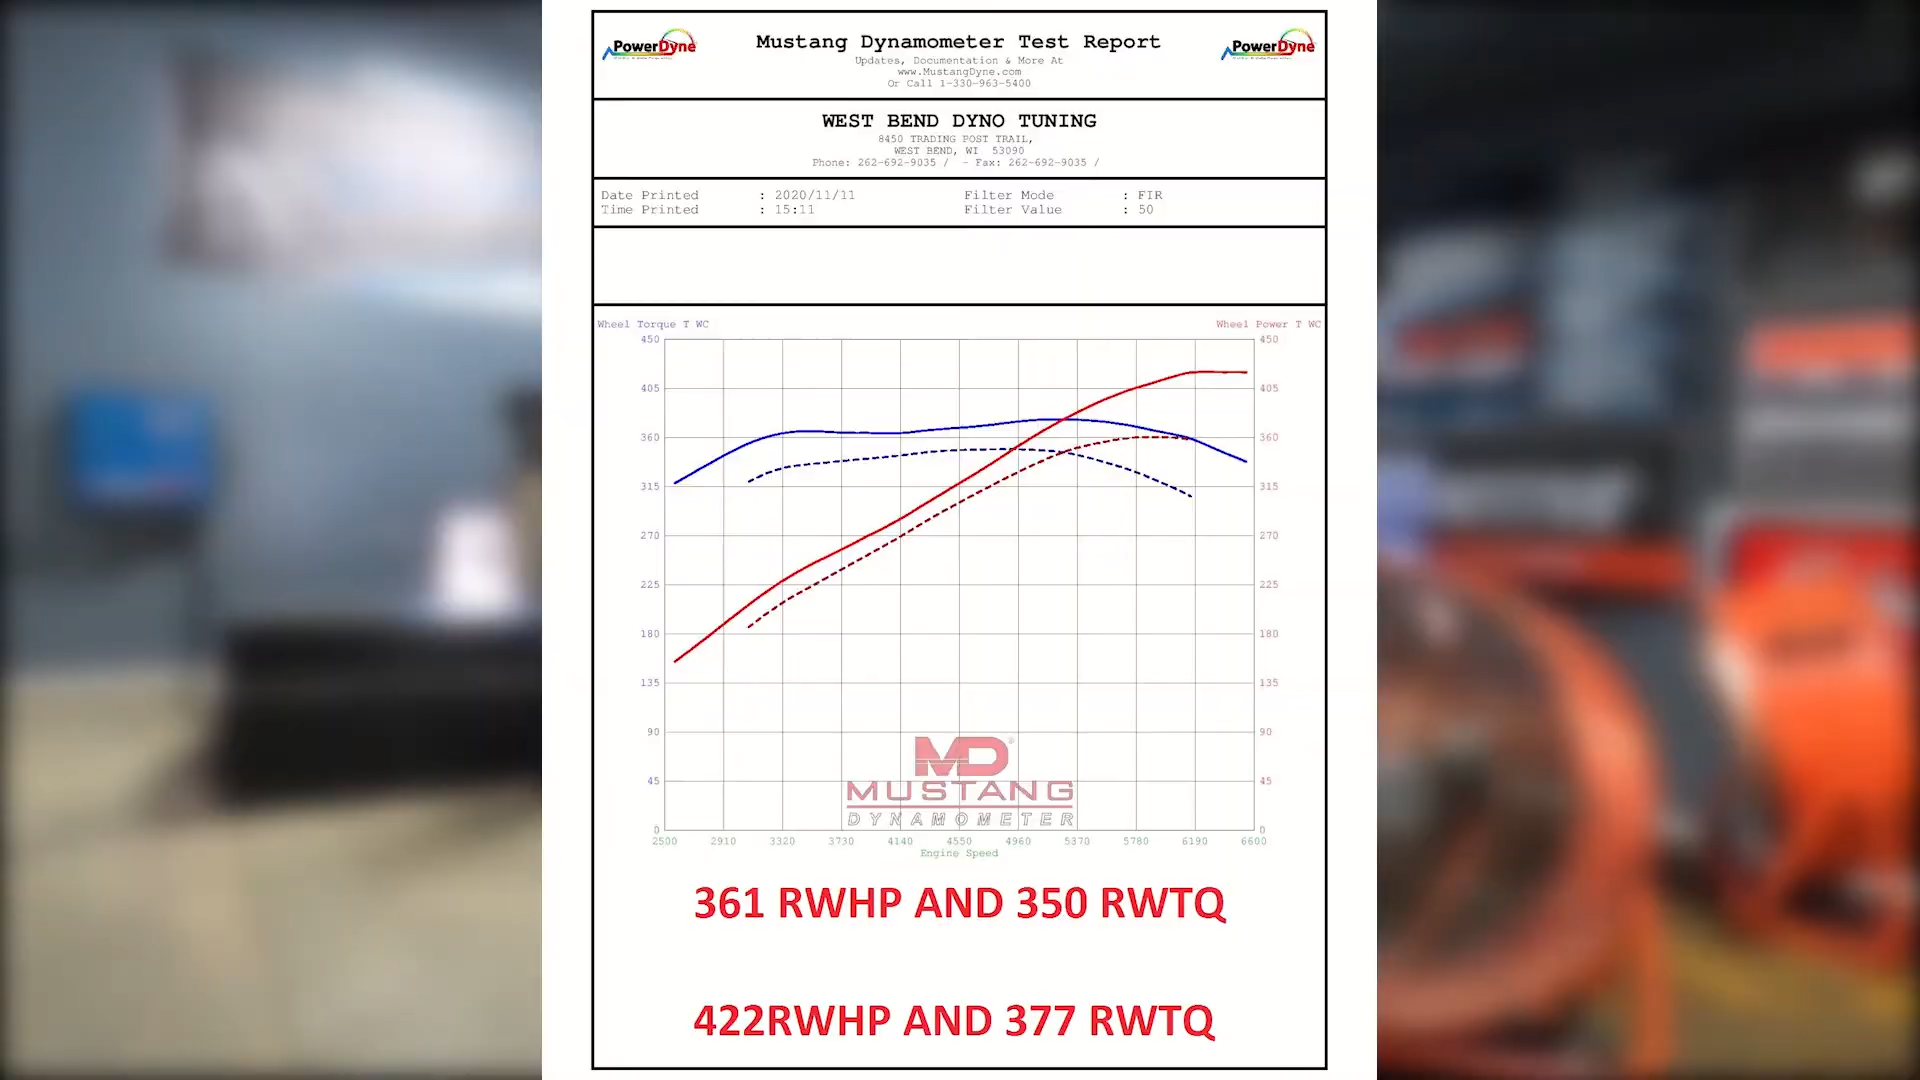 PowerDyne
Mustang Dynamometer Test Report
PowerDyne
Updates, Documentation & More At
www.MustangDyne.com
Or Call 1-330-963-5400
WEST BEND DYNO TUNING
8450 TRADING POST TRAIL,
WEST BEND, WI 53090
Phone: 262-692-9035 / - Fax: 262-692-9035 /
Date Printed : 2020/11/11 Filter Mode : FIR
Time Printed : 15:11 Filter Value : 50
Wheel Torque T WC Wheel Power T WC
450 450
405 405
360 360
315 315
270 270
225 225
180 180
135 135
90 90
45 45
0 0
MD®
MUSTANG
DYNAMOMETER
2500 2910 3320 3730 4140 4550 4960 5370 5780 6190 6600
Engine Speed
361 RWHP AND 350 RWTQ
422RWHP AND 377 RWTQ